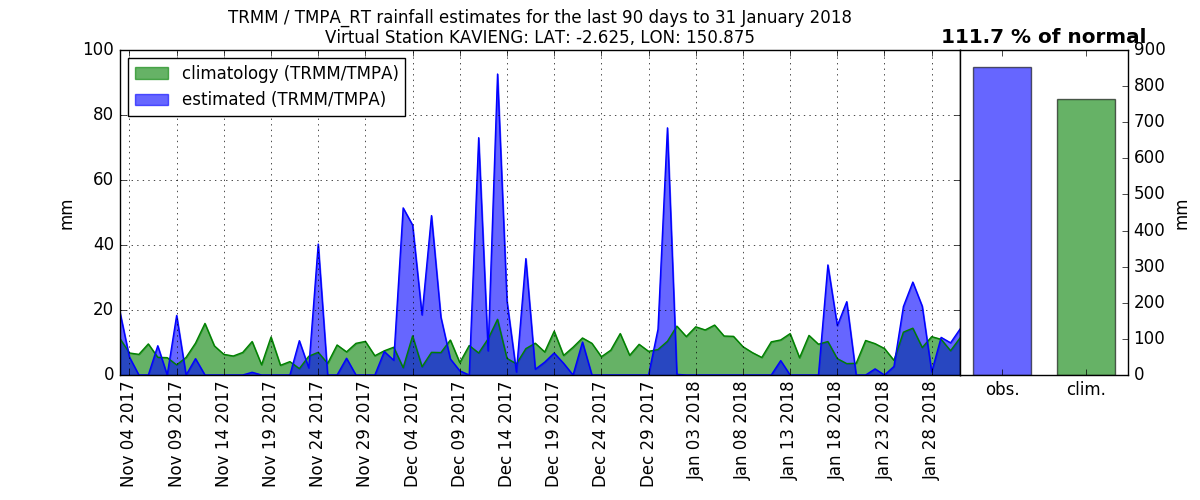 TRMM / TMPA_RT rainfall estimates for the last 90 days to 31 January 2018
Virtual Station KAVIENG: LAT: -2.625, LON: 150.875
111.7 % of normal
climatology (TRMM/TMPA)
estimated (TRMM/TMPA)
100
80
60
40
20
0
mm
900
800
700
600
500
400
300
200
100
0
mm
obs. clim.
Nov 04 2017
Nov 09 2017
Nov 14 2017
Nov 19 2017
Nov 24 2017
Nov 29 2017
Dec 04 2017
Dec 09 2017
Dec 14 2017
Dec 19 2017
Dec 24 2017
Dec 29 2017
Jan 03 2018
Jan 08 2018
Jan 13 2018
Jan 18 2018
Jan 23 2018
Jan 28 2018